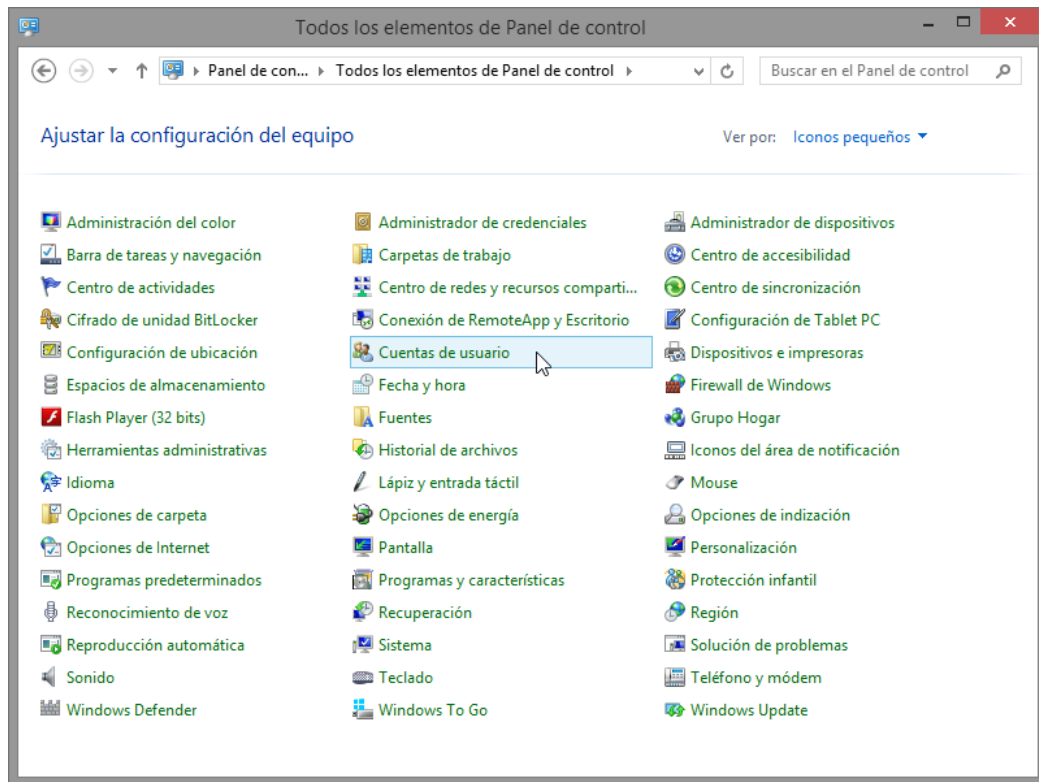 Todos los elementos de Panel de control
Panel de con... Todos los elementos de Panel de control Buscar en el Panel de control
Ajustar la configuración del equipo Ver por: Iconos pequeños
Administración del color Administrador de credenciales Administrador de dispositivos
Barra de tareas y navegación Carpetas de trabajo Centro de accesibilidad
Centro de actividades Centro de redes y recursos comparti... Centro de sincronización
Cifrado de unidad BitLocker Conexión de RemoteApp y Escritorio Configuración de Tablet PC
Configuración de ubicación Cuentas de usuario Dispositivos e impresoras
Espacios de almacenamiento Fecha y hora Firewall de Windows
Flash Player (32 bits) Fuentes Grupo Hogar
Herramientas administrativas Historial de archivos Iconos del área de notificación
Idioma Lápiz y entrada táctil Mouse
Opciones de carpeta Opciones de energía Opciones de indización
Opciones de Internet Pantalla Personalización
Programas predeterminados Programas y características Protección infantil
Reconocimiento de voz Recuperación Región
Reproducción automática Sistema Solución de problemas
Sonido Teclado Teléfono y módem
Windows Defender Windows To Go Windows Update